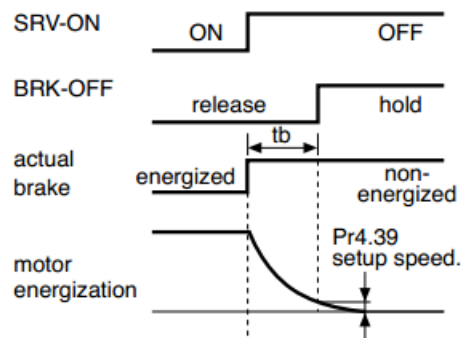 SRV-ON
ON
OFF
BRK-OFF
release
hold
tb
actual
brake
energized
non-
energized
Pr4.39
setup speed.
motor
energization